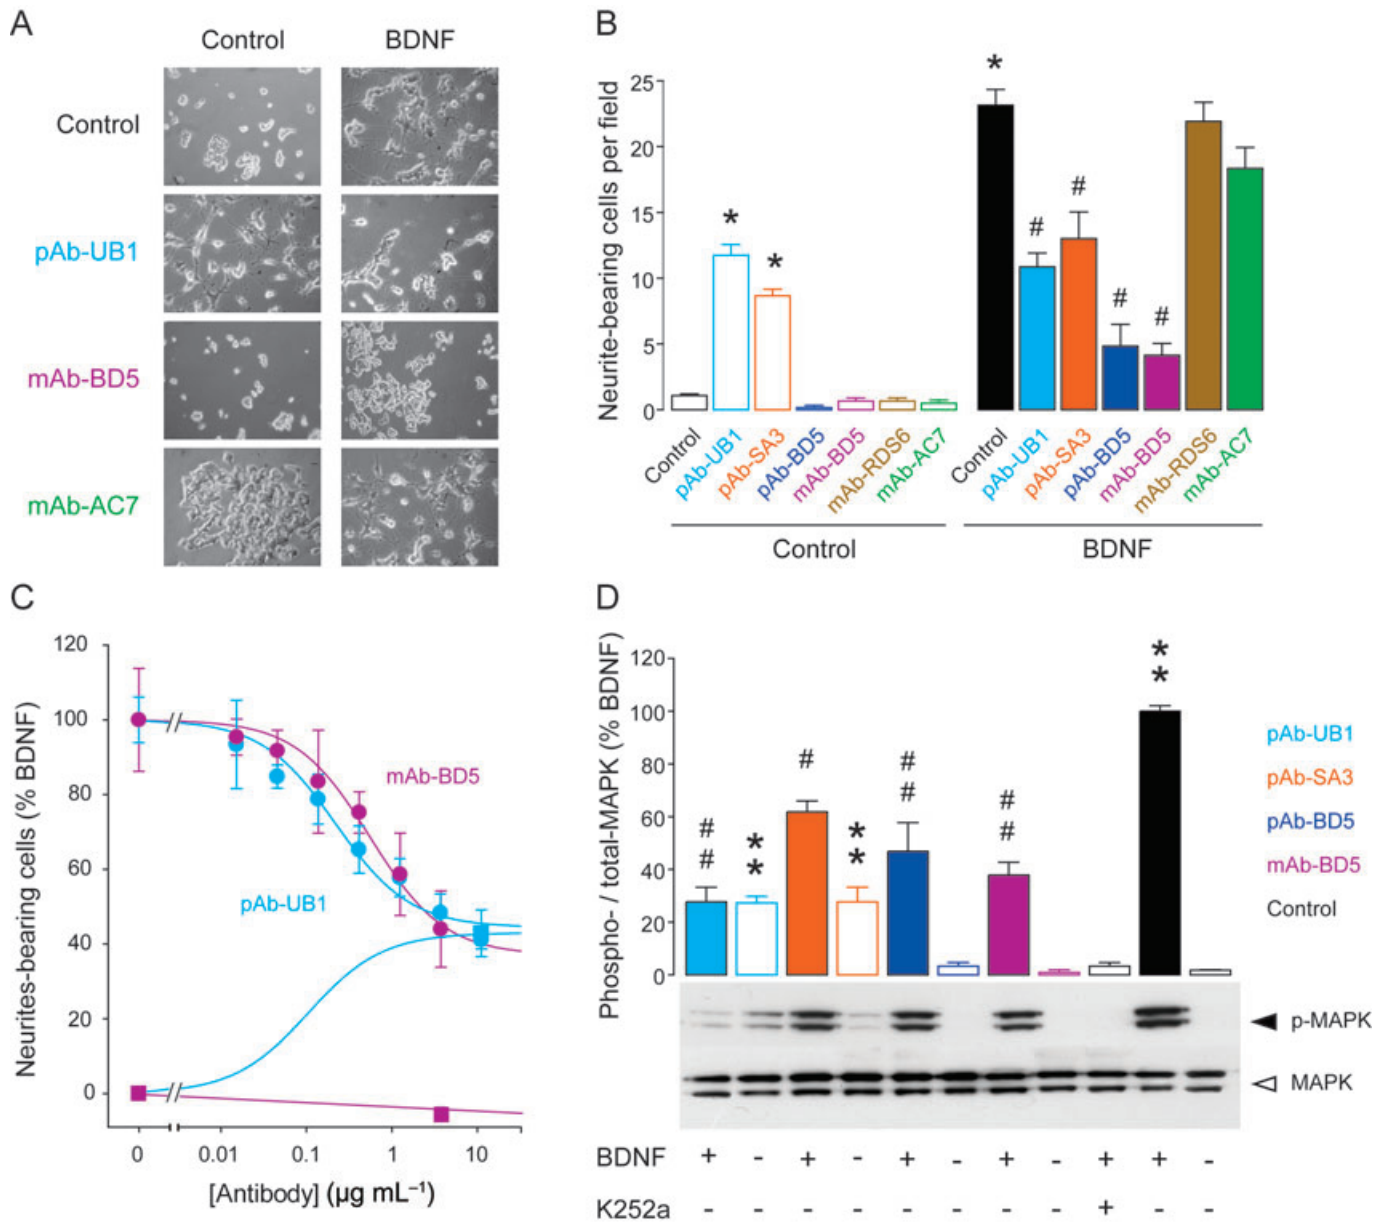 A
Control BDNF
Control
pAb-UB1
mAb-BD5
mAb-AC7
B
Neurite-bearing cells per field
25
20
15
10
5
0
* * * # # # #
Control pAb-UB1 pAb-SA3 pAb-BD5 mAb-BD5 mAb-RDS6 mAb-AC7
Control pAb-UB1 pAb-SA3 pAb-BD5 mAb-BD5 mAb-RDS6 mAb-AC7
Control BDNF
C
Neurites-bearing cells (% BDNF)
120
100
80
60
40
20
0
mAb-BD5
pAb-UB1
0 0.01 0.1 1 10
[Antibody] (µg mL–1)
D
Phospho- / total-MAPK (% BDNF)
120
100
80
60
40
20
0
## ** # ** ## ## **
pAb-UB1
pAb-SA3
pAb-BD5
mAb-BD5
Control
p-MAPK
MAPK
BDNF + - + - + - + - + + -
K252a - - - - - - - - + - -